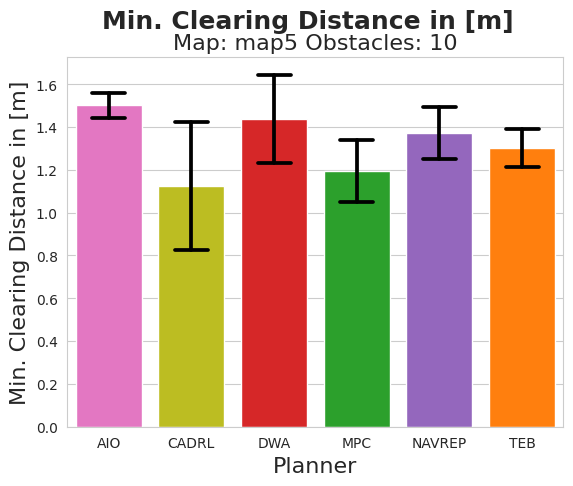 Min. Clearing Distance in [m]
Map: map5 Obstacles: 10
Min. Clearing Distance in [m]
1.6
1.4
1.2
1.0
0.8
0.6
0.4
0.2
0.0
AIO CADRL DWA MPC NAVREP TEB
Planner